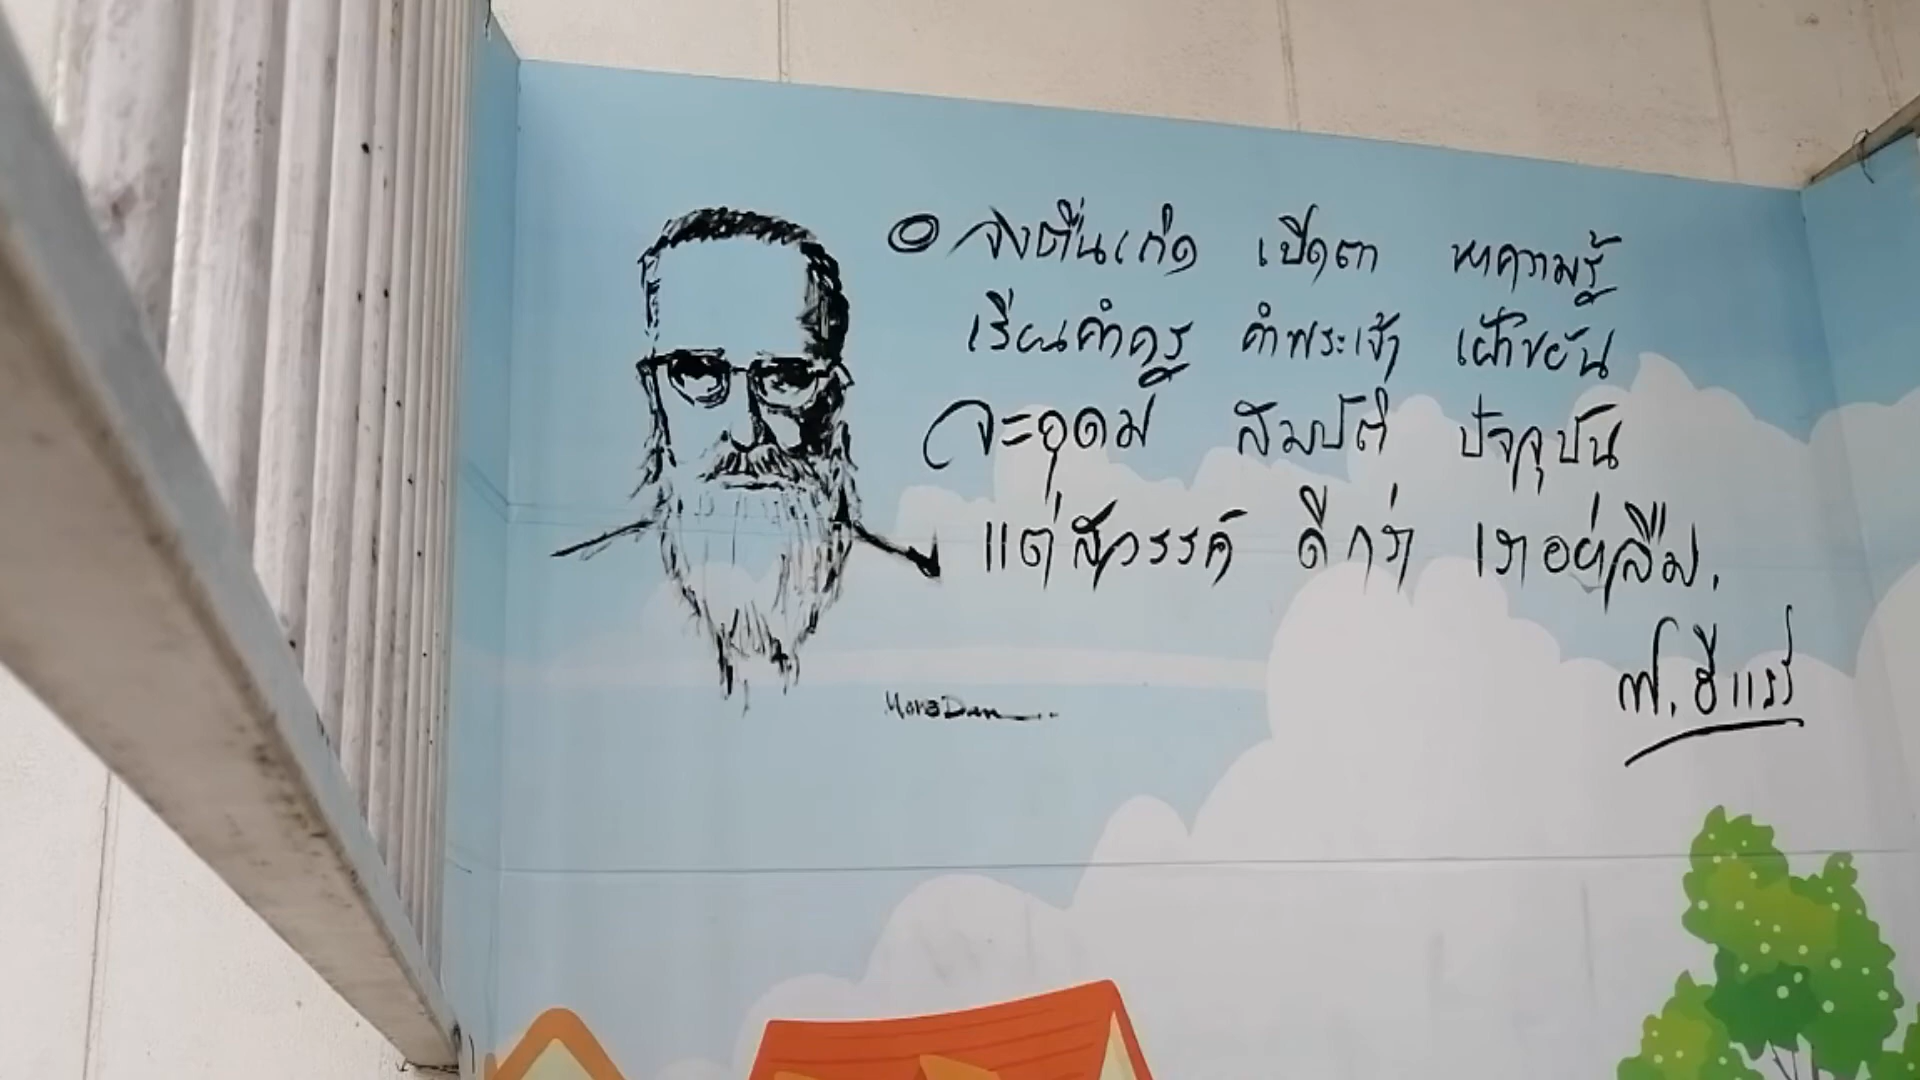 จงตื่นเถิด เปิดตา หาความรู้
เรียนคำครู คำพระเจ้า เฝ้าขยัน
จะอุดม สมบัติ ปัจจุบัน
แต่สวรรค์ ดีกว่า เราอย่าลืม.
ฟ. ฮีแลร์